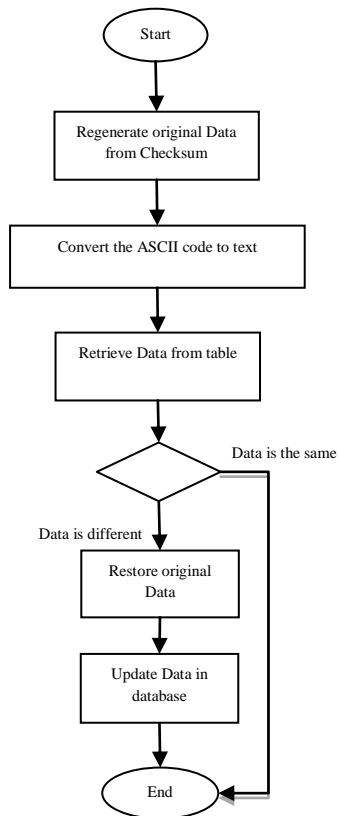 Start
Regenerate original Data
from Checksum
Convert the ASCII code to text
Retrieve Data from table
Data is the same
Data is different
Restore original
Data
Update Data in
database
End